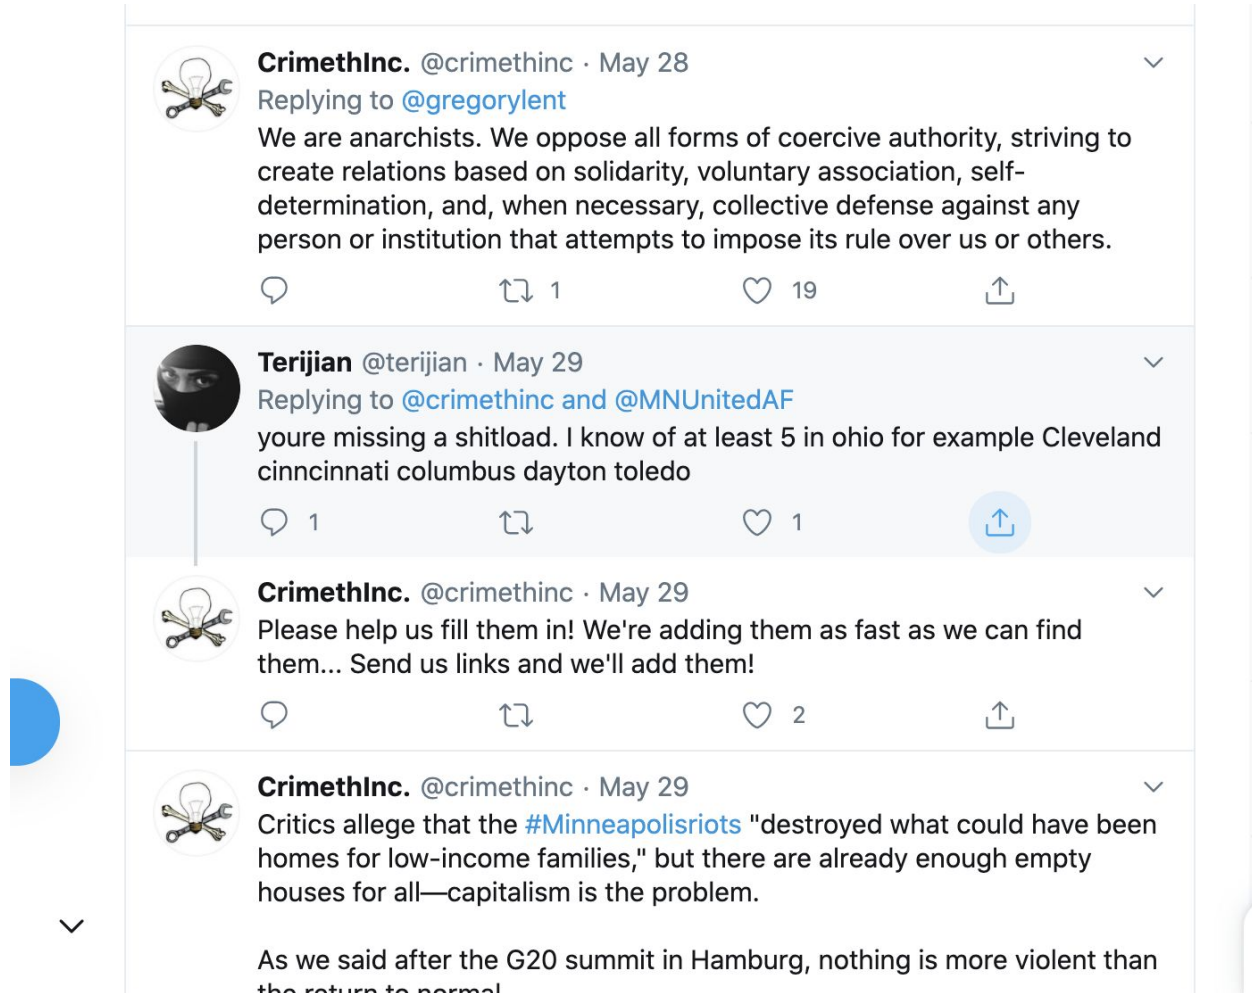 CrimethInc. @crimethinc · May 28
Replying to @gregorylent
We are anarchists. We oppose all forms of coercive authority, striving to
create relations based on solidarity, voluntary association, self-
determination, and, when necessary, collective defense against any
person or institution that attempts to impose its rule over us or others.
1 19
Terijian @terijian · May 29
Replying to @crimethinc and @MNUnitedAF
youre missing a shitload. I know of at least 5 in ohio for example Cleveland
cinncinnati columbus dayton toledo
1 1
CrimethInc. @crimethinc · May 29
Please help us fill them in! We're adding them as fast as we can find
them... Send us links and we'll add them!
2
CrimethInc. @crimethinc · May 29
Critics allege that the #Minneapolisriots "destroyed what could have been
homes for low-income families," but there are already enough empty
houses for all—capitalism is the problem.
As we said after the G20 summit in Hamburg, nothing is more violent than
the return to normal